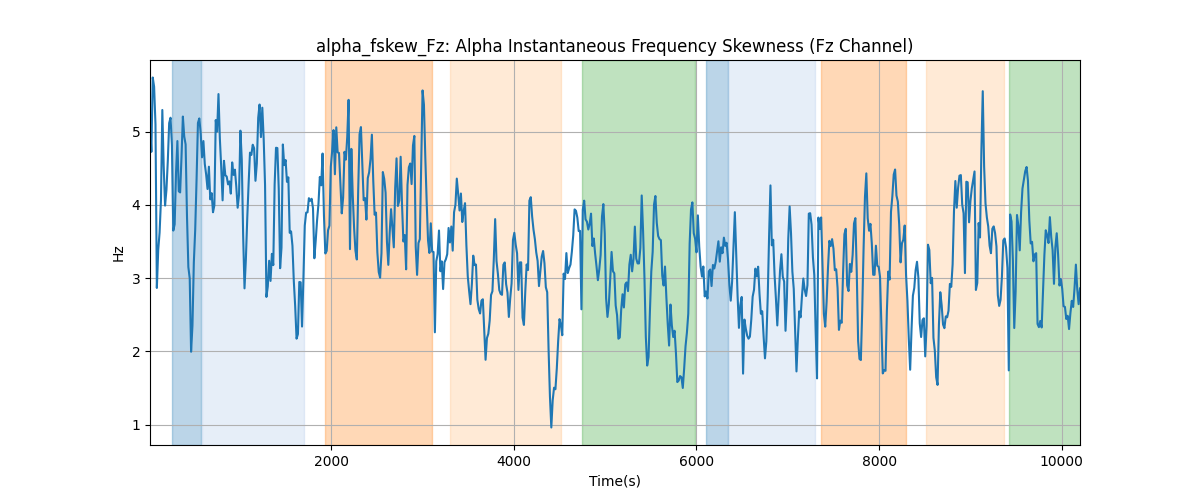 alpha_fskew_Fz: Alpha Instantaneous Frequency Skewness (Fz Channel)
Hz
5
4
3
2
1
2000 4000 6000 8000 10000
Time(s)